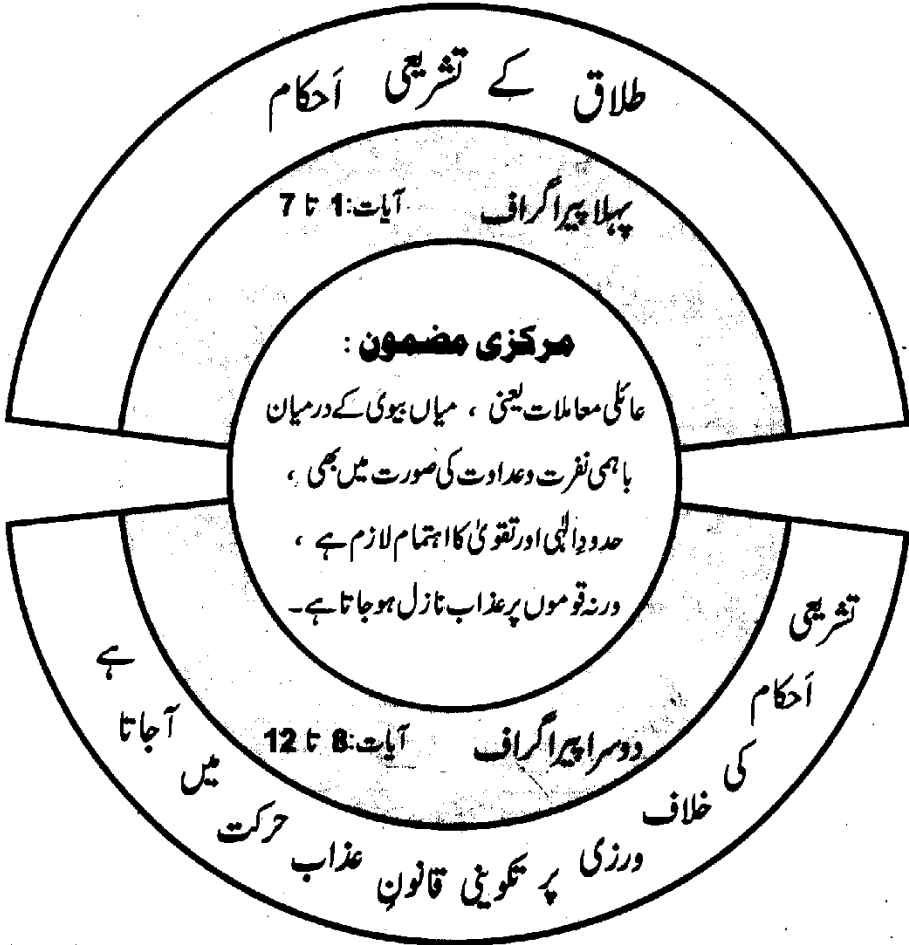 طلاق کے تشریعی اَحکام
پہلا پیراگراف آیات:1 تا 7
مرکزی مضمون :
عائلی معاملات یعنی ، میاں بیوی کے درمیان
باہمی نفرت وعداوت کی صورت میں بھی ،
حدودِالٰہی اور تقویٰ کا اہتمام لازم ہے ،
ورنہ قوموں پر عذاب نازل ہو جاتا ہے۔
دوسرا پیراگراف آیات:8 تا 12
تشریعی اَحکام کی خلاف ورزی پر تکوینی قانونِ عذاب حرکت میں آجاتا ہے